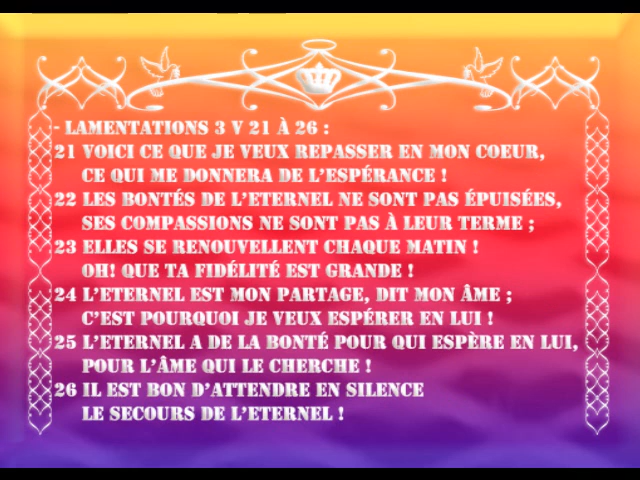 - LAMENTATIONS 3 V 21 À 26 :
21 VOICI CE QUE JE VEUX REPASSER EN MON COEUR,
CE QUI ME DONNERA DE L'ESPÉRANCE !
22 LES BONTÉS DE L'ETERNEL NE SONT PAS ÉPUISÉES,
SES COMPASSIONS NE SONT PAS À LEUR TERME ;
23 ELLES SE RENOUVELLENT CHAQUE MATIN !
OH! QUE TA FIDÉLITÉ EST GRANDE !
24 L'ETERNEL EST MON PARTAGE, DIT MON ÂME ;
C'EST POURQUOI JE VEUX ESPÉRER EN LUI !
25 L'ETERNEL A DE LA BONTÉ POUR QUI ESPÈRE EN LUI,
POUR L'ÂME QUI LE CHERCHE !
26 IL EST BON D'ATTENDRE EN SILENCE
LE SECOURS DE L'ETERNEL !